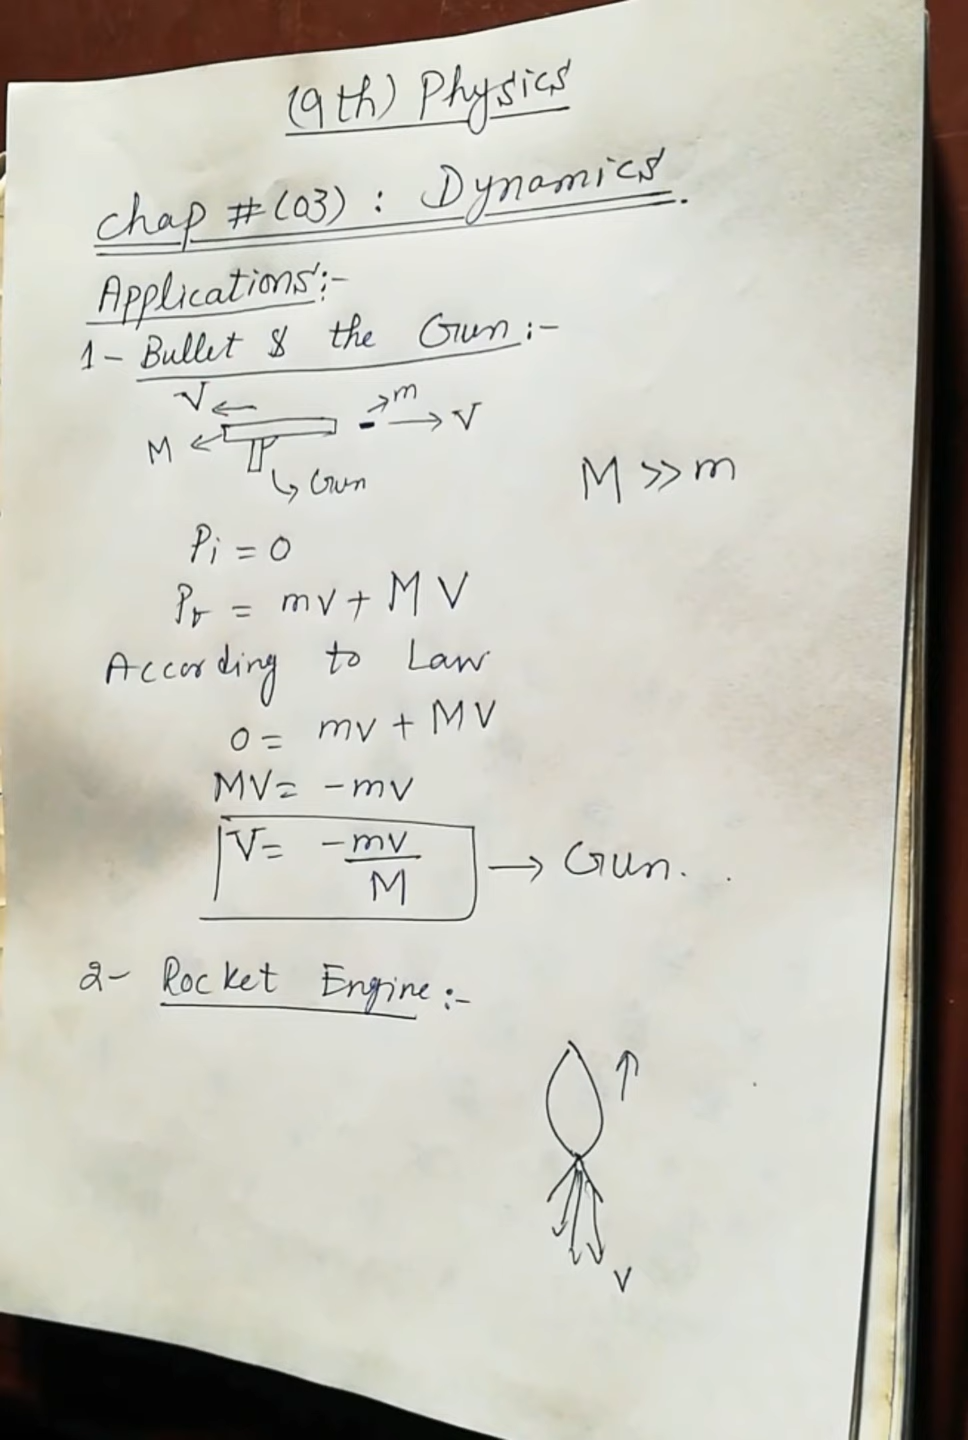 (9th) Physics
Chap # (03) : Dynamics.
Applications:-
1- Bullet & the Gun:-
V m
M V
Gun
M >> m
Pi = 0
Pf = mv + MV
According to Law
0 = mv + MV
MV = -mv
V = -mv/M → Gun.
2- Rocket Engine:-
v